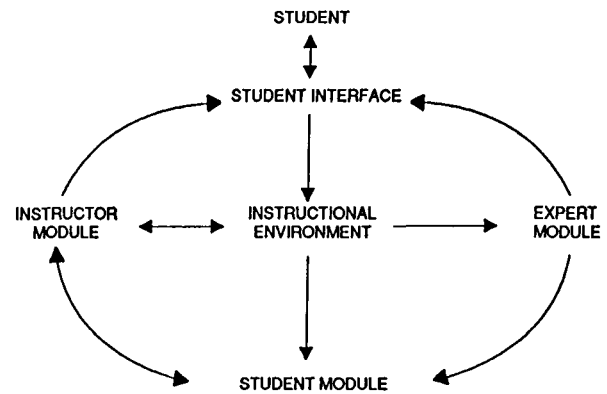 STUDENT
STUDENT INTERFACE
INSTRUCTOR
MODULE
INSTRUCTIONAL
ENVIRONMENT
EXPERT
MODULE
STUDENT MODULE